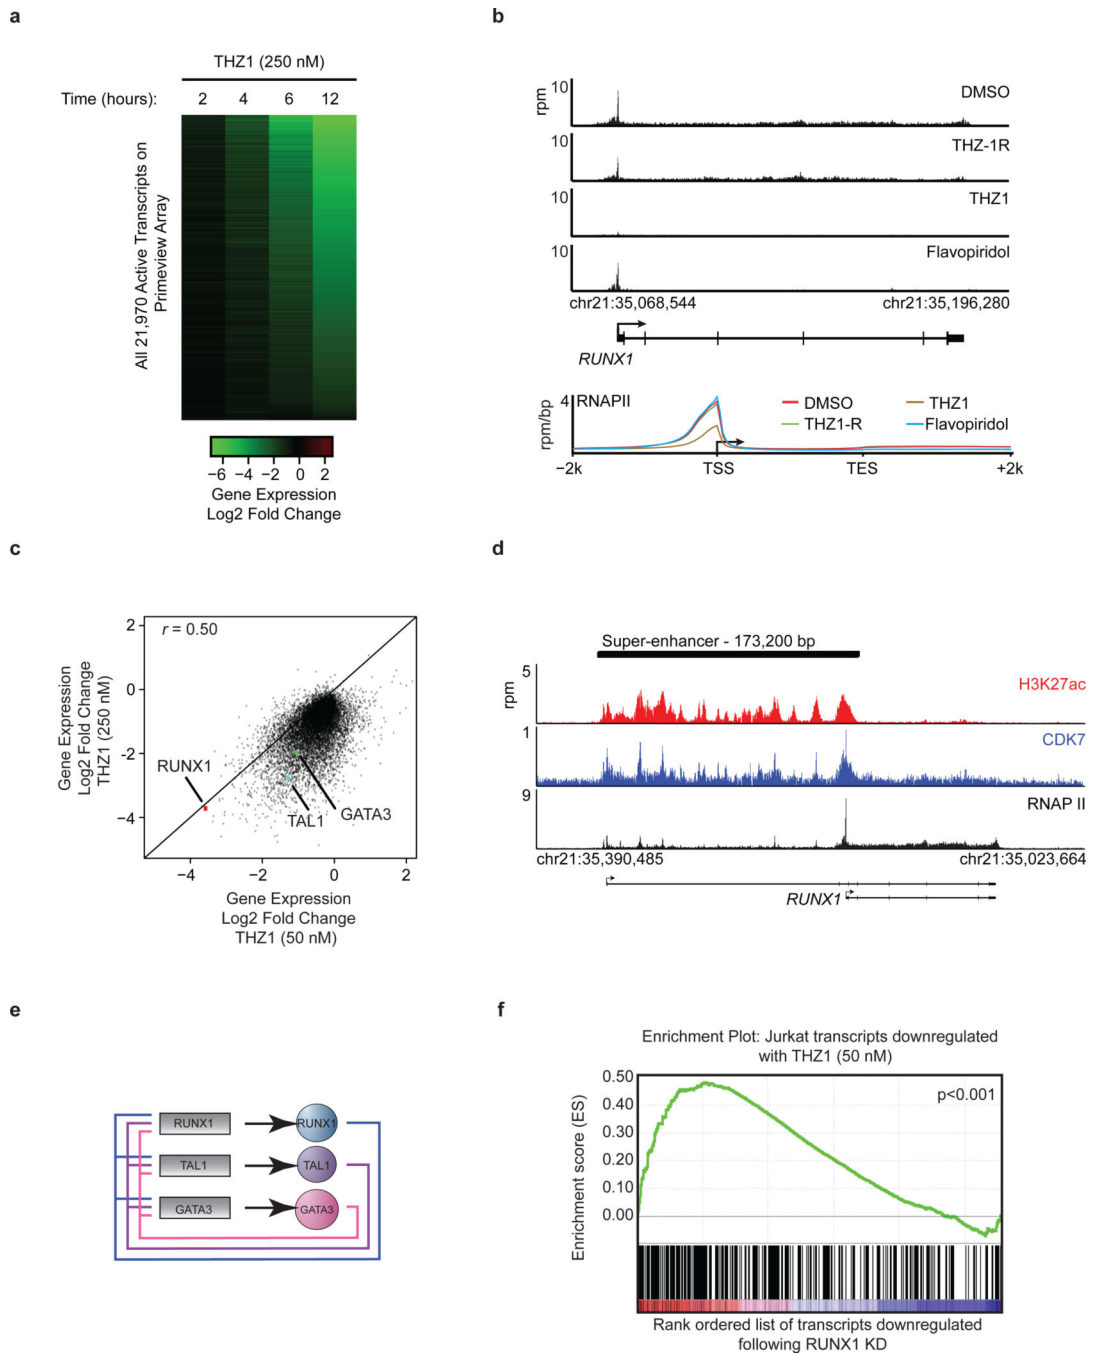 a
THZ1 (250 nM)
Time (hours): 2 4 6 12
All 21,970 Active Transcripts on
Primeview Array
−6 −4 −2 0 2
Gene Expression
Log2 Fold Change
b
rpm
10
DMSO
10
THZ-1R
10
THZ1
10
Flavopiridol
chr21:35,068,544 chr21:35,196,280
RUNX1
rpm/bp
4
RNAPII
DMSO
THZ1
THZ1-R
Flavopiridol
−2k TSS TES +2k
c
r = 0.50
2
0
−2
−4
Gene Expression
Log2 Fold Change
THZ1 (250 nM)
RUNX1
TAL1
GATA3
−4 −2 0 2
Gene Expression
Log2 Fold Change
THZ1 (50 nM)
d
Super-enhancer - 173,200 bp
rpm
5
H3K27ac
1
CDK7
9
RNAP II
chr21:35,390,485 chr21:35,023,664
RUNX1
e
RUNX1 RUNX1
TAL1 TAL1
GATA3 GATA3
f
Enrichment Plot: Jurkat transcripts downregulated
with THZ1 (50 nM)
p<0.001
0.50
0.40
0.30
0.20
0.10
0.00
Enrichment score (ES)
Rank ordered list of transcripts downregulated
following RUNX1 KD